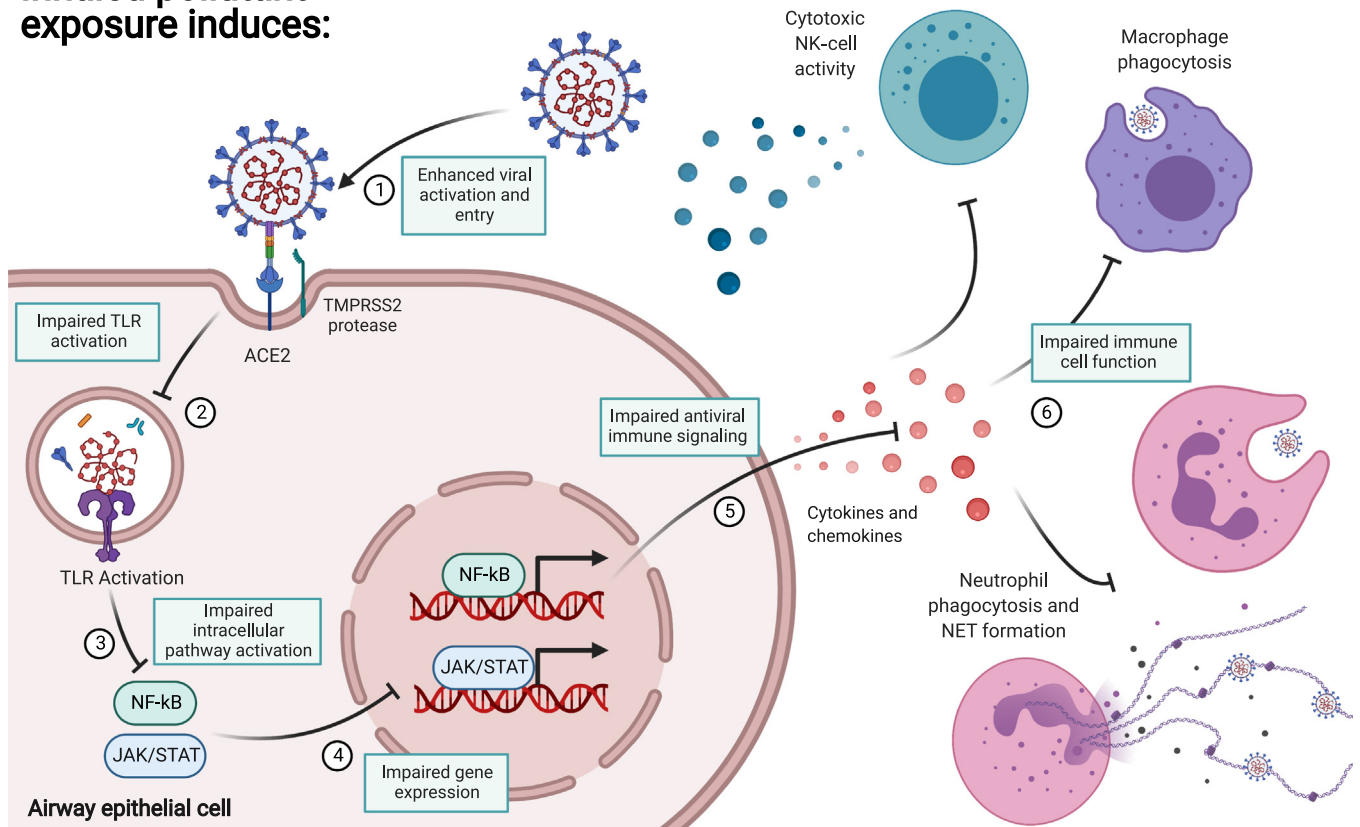 exposure induces:
Cytotoxic
NK-cell
activity
Macrophage
phagocytosis
1
Enhanced viral
activation and
entry
TMPRSS2
protease
ACE2
Impaired TLR
activation
2
TLR Activation
3
Impaired
intracellular
pathway activation
NF-kB
JAK/STAT
4
Impaired gene
expression
NF-kB
JAK/STAT
Airway epithelial cell
Impaired antiviral
immune signaling
5
Cytokines and
chemokines
Impaired immune
cell function
6
Neutrophil
phagocytosis and
NET formation